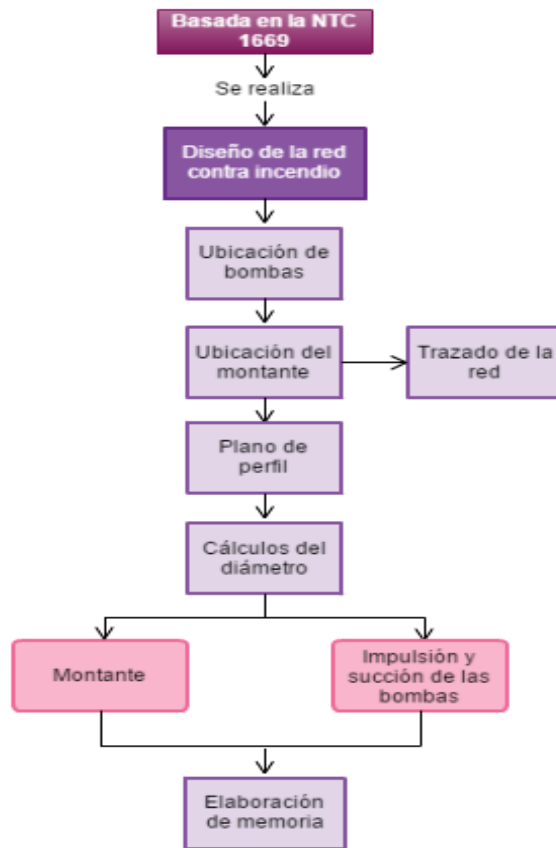 Basada en la NTC
1669
Se realiza
Diseño de la red
contra incendio
Ubicación de
bombas
Ubicación del
montante
Trazado de la
red
Plano de
perfil
Cálculos del
diámetro
Montante
Impulsión y
succión de las
bombas
Elaboración
de memoria